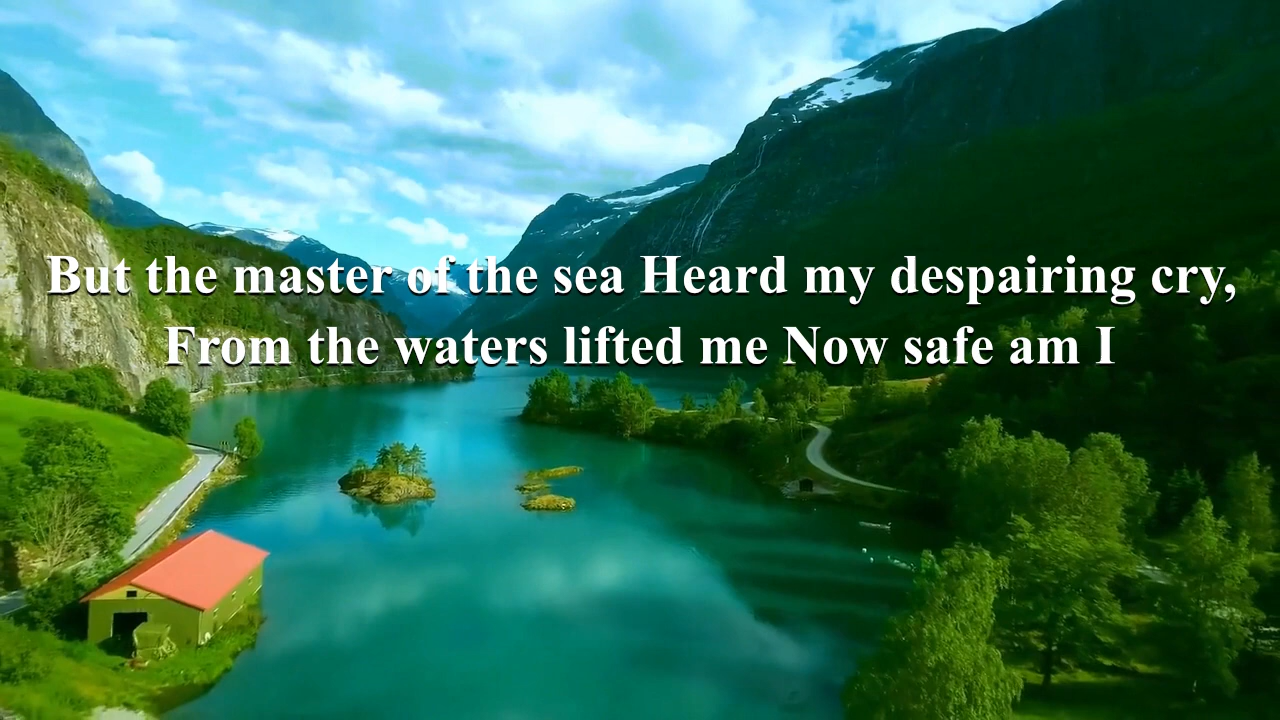 But the master of the sea Heard my despairing cry,
From the waters lifted me Now safe am I